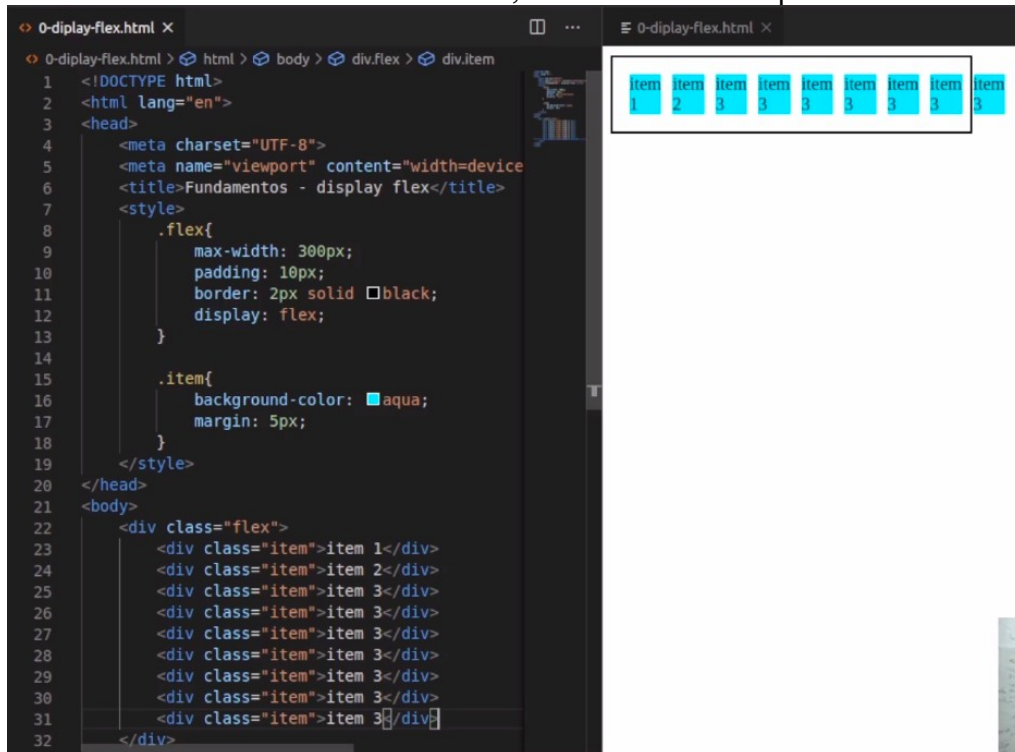 0-diplay-flex.html
0-diplay-flex.html > html > body > div.flex > div.item
1 <!DOCTYPE html>
2 <html lang="en">
3 <head>
4 <meta charset="UTF-8">
5 <meta name="viewport" content="width=device
6 <title>Fundamentos - display flex</title>
7 <style>
8 .flex{
9 max-width: 300px;
10 padding: 10px;
11 border: 2px solid black;
12 display: flex;
13 }
14
15 .item{
16 background-color: aqua;
17 margin: 5px;
18 }
19 </style>
20 </head>
21 <body>
22 <div class="flex">
23 <div class="item">item 1</div>
24 <div class="item">item 2</div>
25 <div class="item">item 3</div>
26 <div class="item">item 3</div>
27 <div class="item">item 3</div>
28 <div class="item">item 3</div>
29 <div class="item">item 3</div>
30 <div class="item">item 3</div>
31 <div class="item">item 3</div>
32 </div>
0-diplay-flex.html
item item item item item item item item item
1 2 3 3 3 3 3 3 3